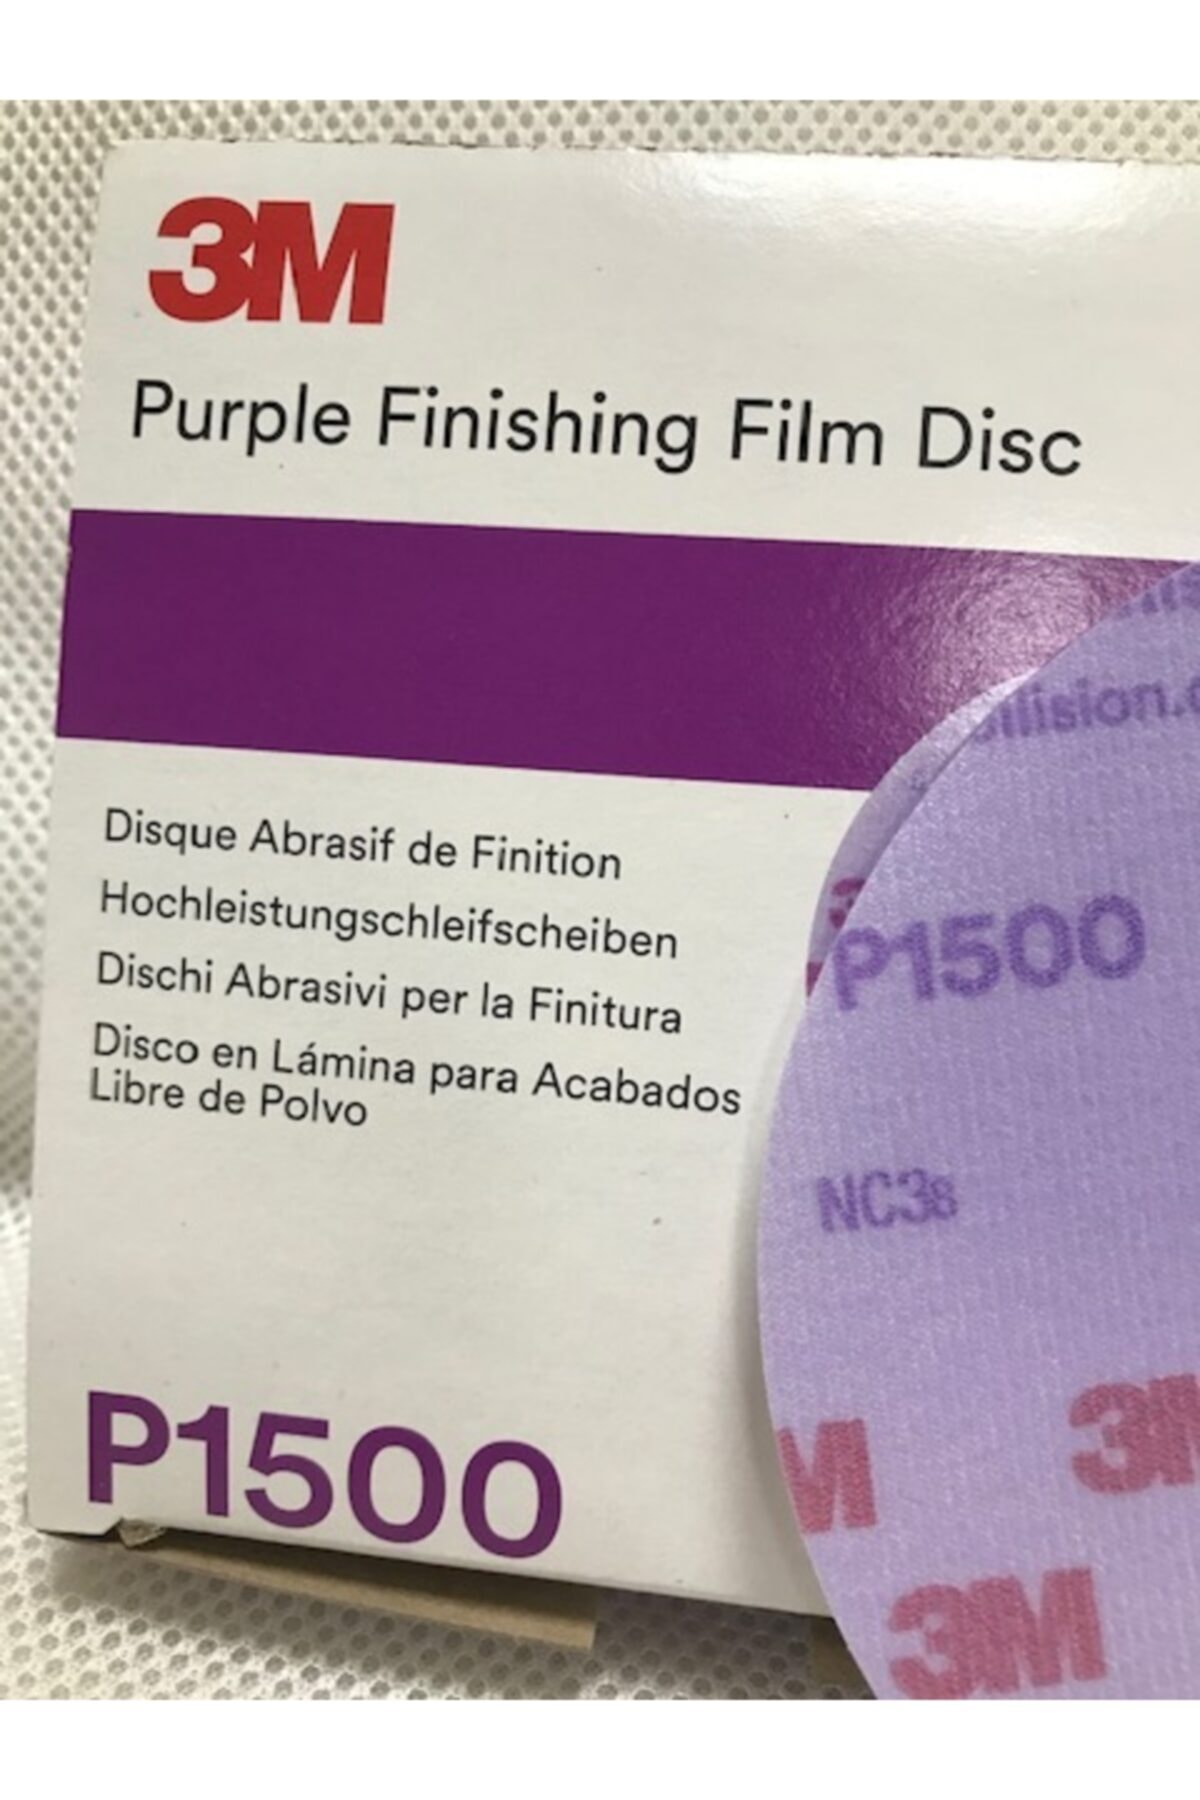 3M
Purple Finishing Film Disc
Disque Abrasif de Finition
Hochleistungschleifscheiben
Dischi Abrasivi per la Finitura
Disco en Lámina para Acabados
Libre de Polvo
P1500
P1500
NC38
3M
3M